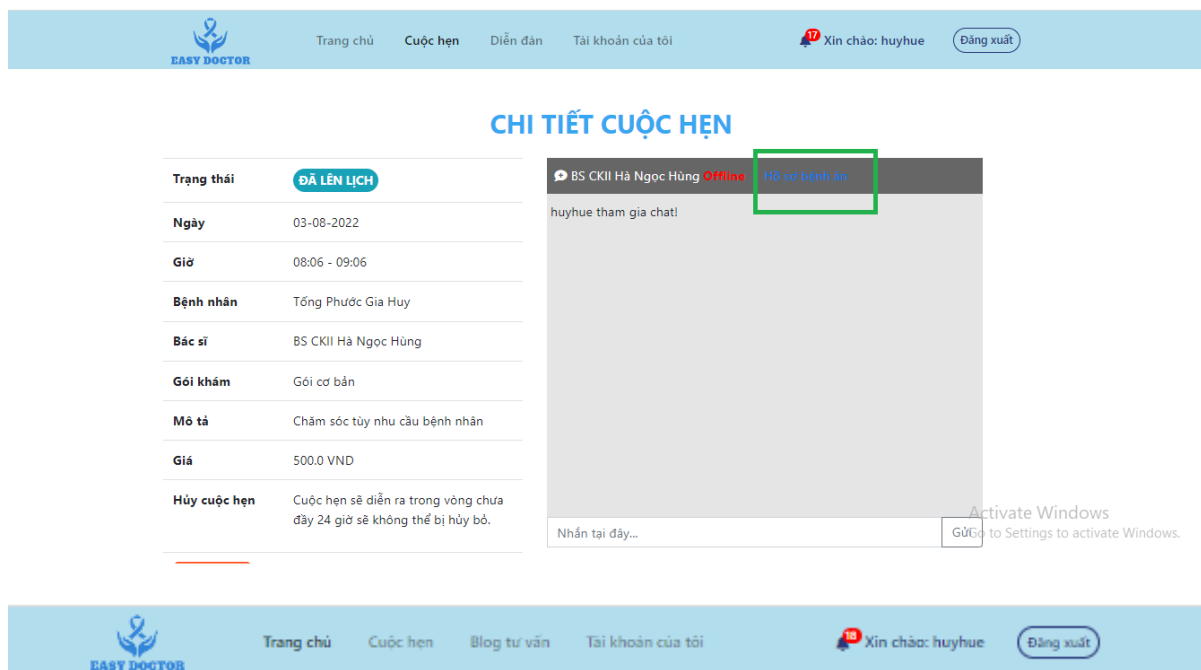 Trang chủ Cuộc hẹn Diễn đàn Tài khoản của tôi 17 Xin chào: huyhue Đăng xuất
EASY DOCTOR
CHI TIẾT CUỘC HẸN
Trạng thái ĐÃ LÊN LỊCH
Ngày 03-08-2022
Giờ 08:06 - 09:06
Bệnh nhân Tống Phước Gia Huy
Bác sĩ BS CKII Hà Ngọc Hùng
Gói khám Gói cơ bản
Mô tả Chăm sóc tùy nhu cầu bệnh nhân
Giá 500.0 VND
Hủy cuộc hẹn Cuộc hẹn sẽ diễn ra trong vòng chưa
đầy 24 giờ sẽ không thể bị hủy bỏ.
BS CKII Hà Ngọc Hùng Offline Hồ sơ bệnh án
huyhue tham gia chat!
Nhắn tại đây... Gửi
Activate Windows
Go to Settings to activate Windows.
Trang chủ Cuộc hẹn Blog tư vấn Tài khoản của tôi 18 Xin chào: huyhue Đăng xuất
EASY DOCTOR